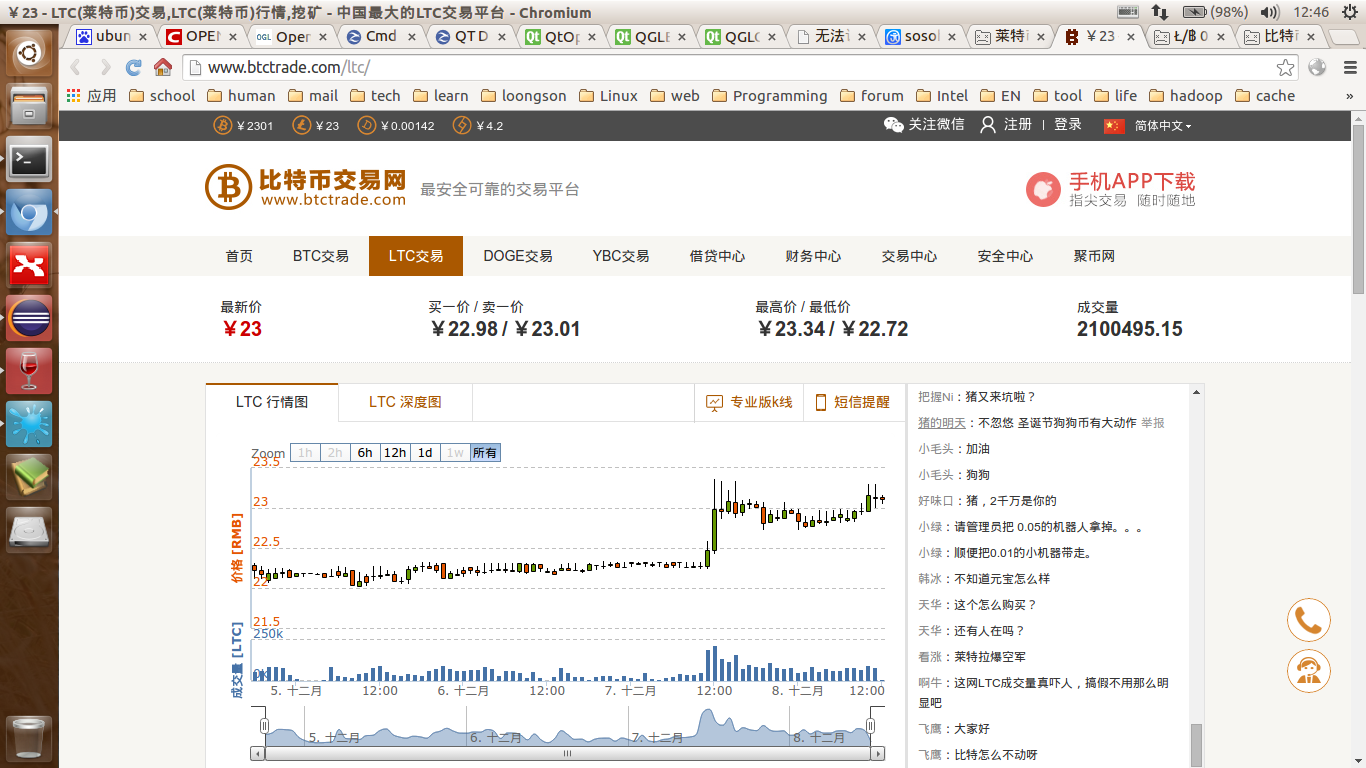 ￥23 - LTC(莱特币)交易,LTC(莱特币)行情,挖矿 - 中国最大的LTC交易平台 - Chromium
(98%) 12:46
ubun
OPEN
Oper
Cmd
QT D
QtOp
QGLE
QGLC
无法
sosol
莱特
￥23
Ł/฿ 0
比特
www.btctrade.com/ltc/
应用 school human mail tech learn loongson Linux web Programming forum Intel EN tool life hadoop cache »
￥2301 ￥23 ￥0.00142 ￥4.2 关注微信 注册 | 登录 简体中文
比特币交易网
www.btctrade.com
最安全可靠的交易平台
手机APP下载
指尖交易 随时随地
首页 BTC交易 LTC交易 DOGE交易 YBC交易 借贷中心 财务中心 交易中心 安全中心 聚币网
最新价 买一价 / 卖一价 最高价 / 最低价 成交量
￥23 ￥22.98 / ￥23.01 ￥23.34 / ￥22.72 2100495.15
LTC 行情图 LTC 深度图 专业版k线 短信提醒
Zoom 1h 2h 6h 12h 1d 1w 所有
23.5
23
22.5
22
21.5
价格 [RMB]
250k
0k
成交量 [LTC]
5. 十二月 12:00 6. 十二月 12:00 7. 十二月 12:00 8. 十二月 12:00
5. 十二月 6. 十二月 7. 十二月 8. 十二月
把握Ni：猪又来坑啦？
猪的明天：不忽悠 圣诞节狗狗币有大动作 举报
小毛头：加油
小毛头：狗狗
好味口：猪，2千万是你的
小绿：请管理员把 0.05的机器人拿掉。。。
小绿：顺便把0.01的小机器带走。
韩冰：不知道元宝怎么样
天华：这个怎么购买？
天华：还有人在吗？
看涨：莱特拉爆空军
啊牛：这网LTC成交量真吓人，搞假不用那么明
显吧
飞鹰：大家好
飞鹰：比特怎么不动呀